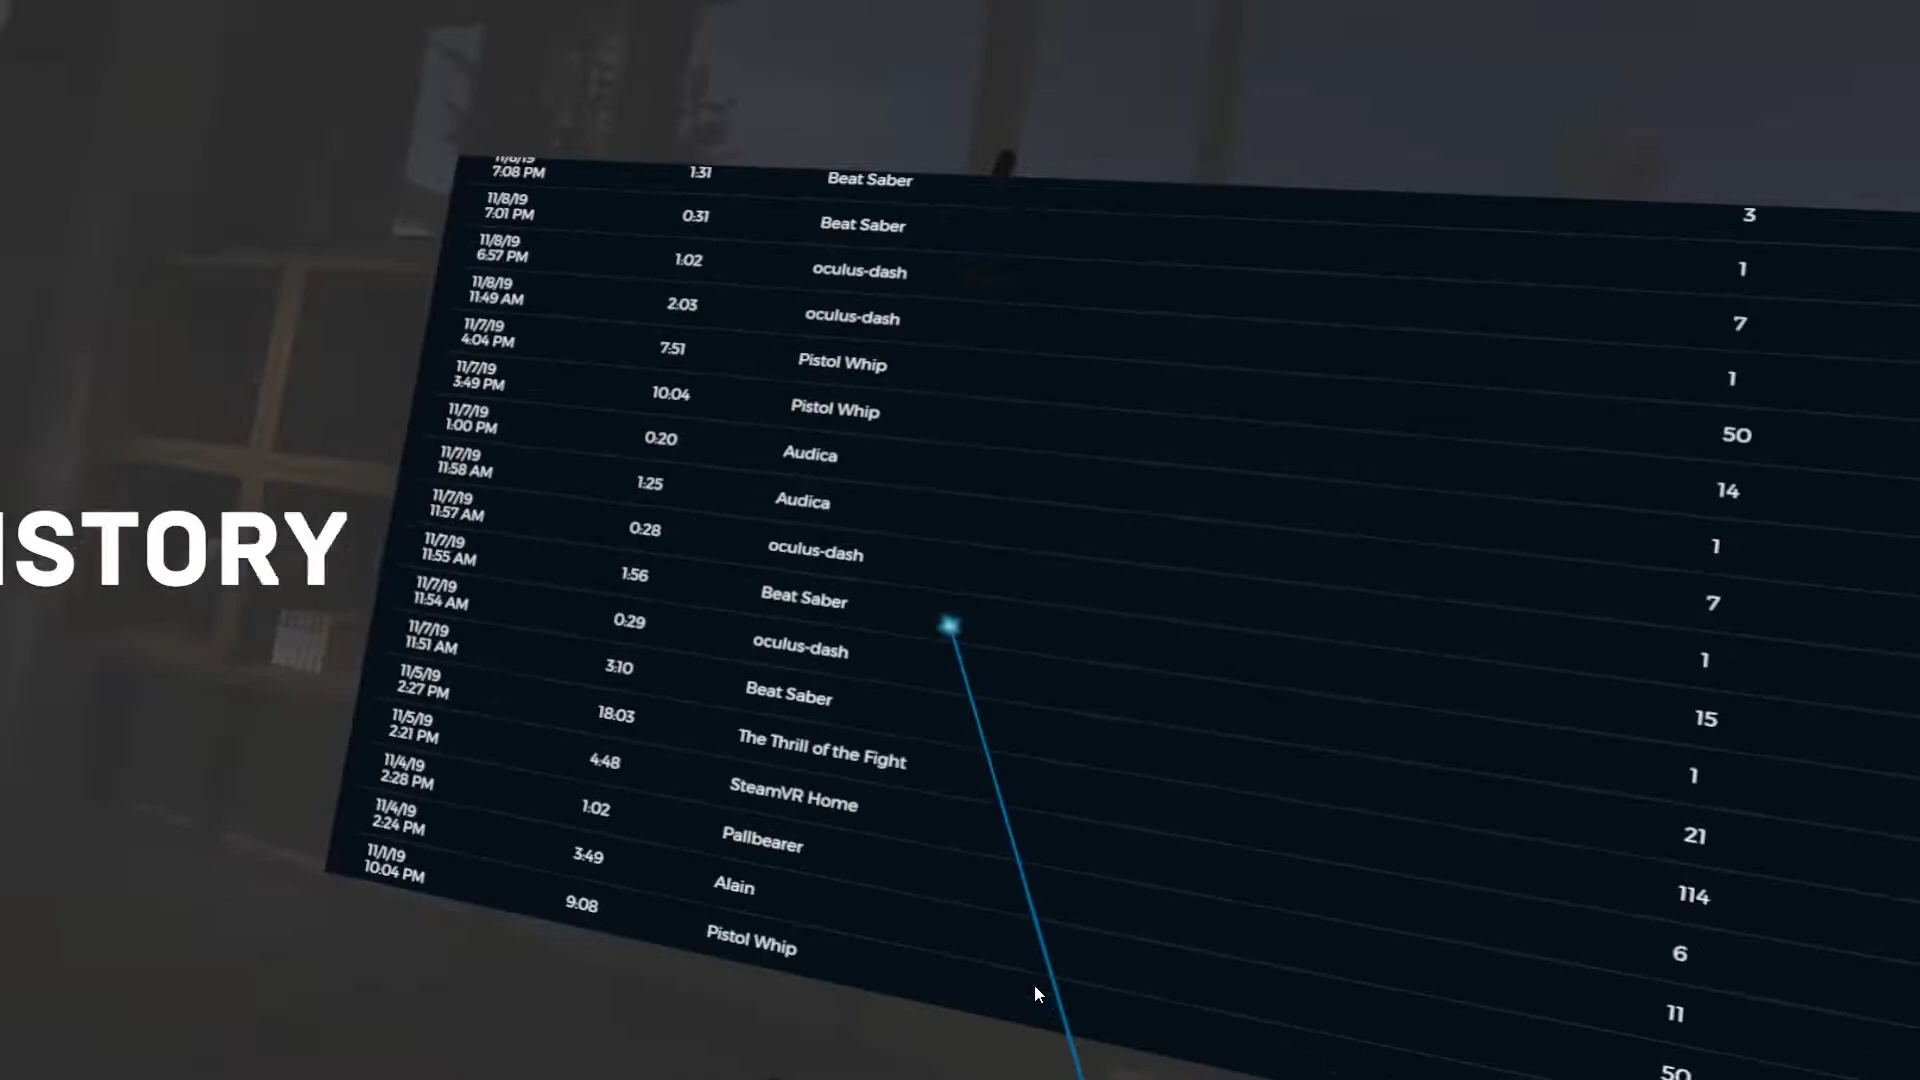 7:08 PM 1:31 Beat Saber 3
11/8/19
7:01 PM 0:31 Beat Saber 1
11/8/19
6:57 PM 1:02 oculus-dash 7
11/8/19
11:49 AM 2:03 oculus-dash 1
11/7/19
4:04 PM 7:51 Pistol Whip 50
11/7/19
3:49 PM 10:04 Pistol Whip 14
11/7/19
1:00 PM 0:20 Audica 1
11/7/19
11:58 AM 1:25 Audica 7
11/7/19
11:57 AM 0:28 oculus-dash 1
11/7/19
11:55 AM 1:56 Beat Saber 15
11/7/19
11:54 AM 0:29 oculus-dash 1
11/7/19
11:51 AM 3:10 Beat Saber 21
11/5/19
2:27 PM 18:03 The Thrill of the Fight 114
11/5/19
2:21 PM 4:48 SteamVR Home 6
11/4/19
2:28 PM 1:02 Pallbearer 11
11/4/19
2:24 PM 3:49 Alain 50
11/1/19
10:04 PM 9:08 Pistol Whip
ISTORY